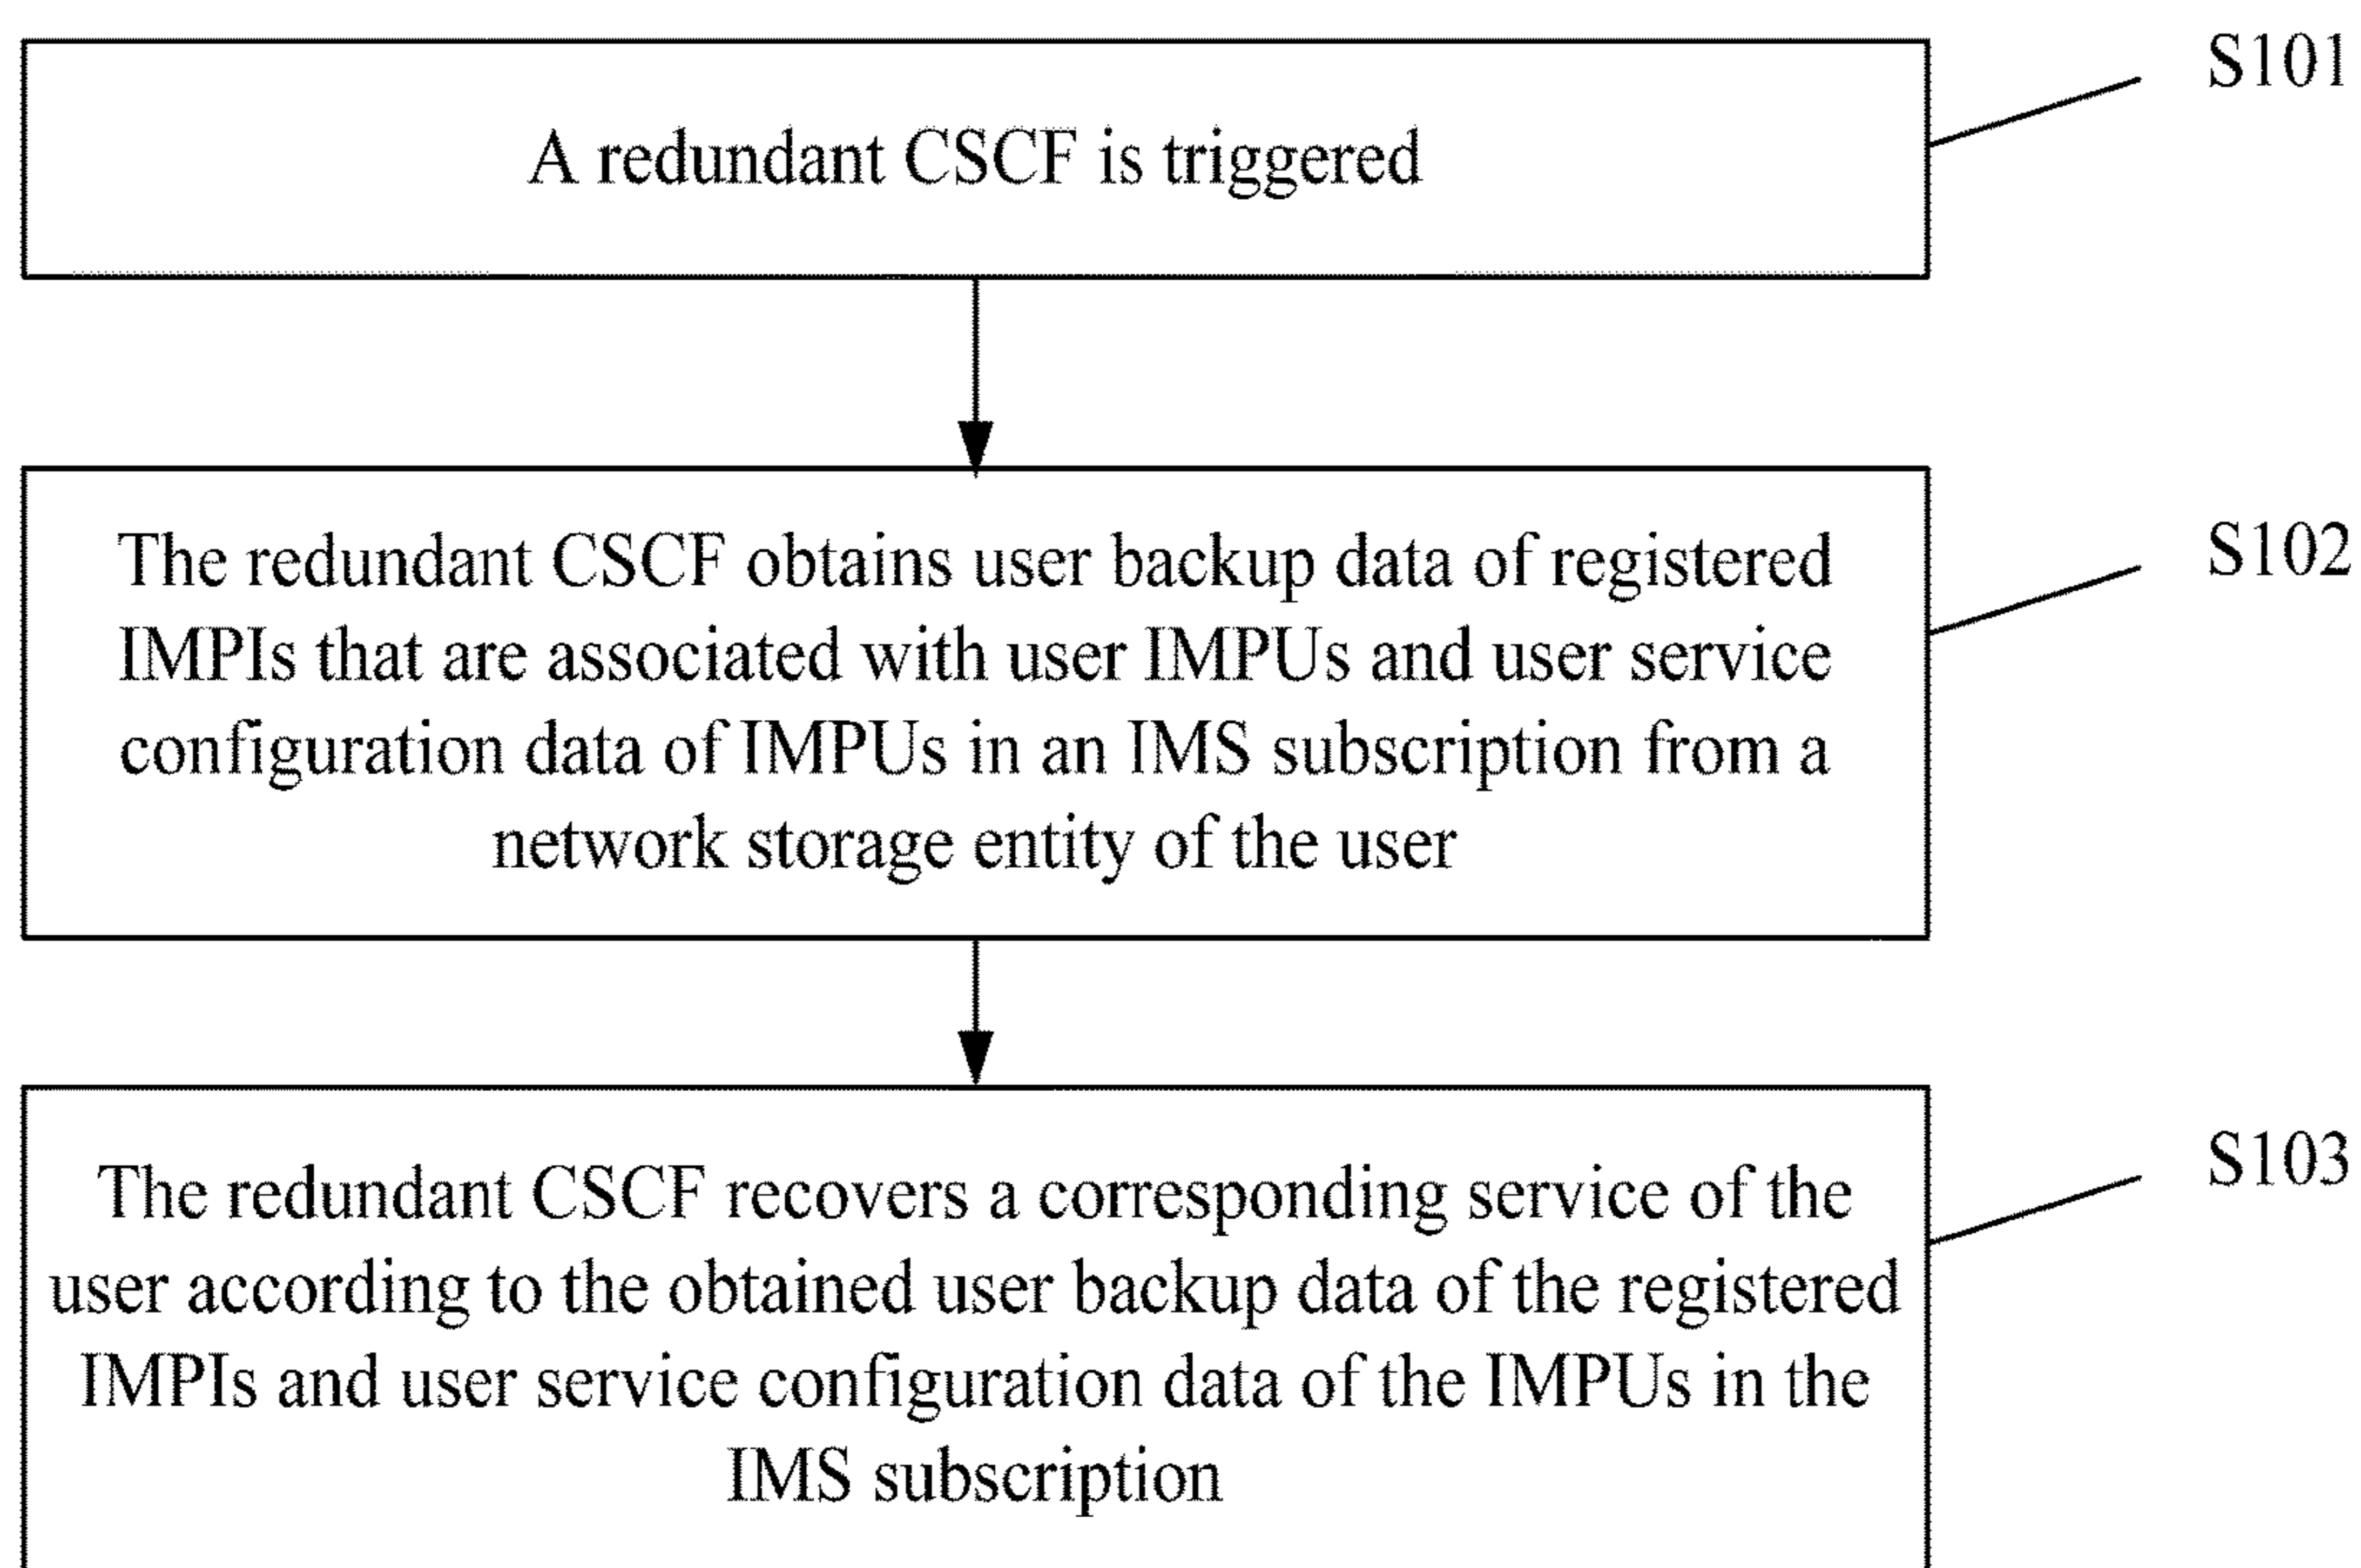 A redundant CSCF is triggered
S101
The redundant CSCF obtains user backup data of registered
IMPIs that are associated with user IMPUs and user service
configuration data of IMPUs in an IMS subscription from a
network storage entity of the user
S102
The redundant CSCF recovers a corresponding service of the
user according to the obtained user backup data of the registered
IMPIs and user service configuration data of the IMPUs in the
IMS subscription
S103